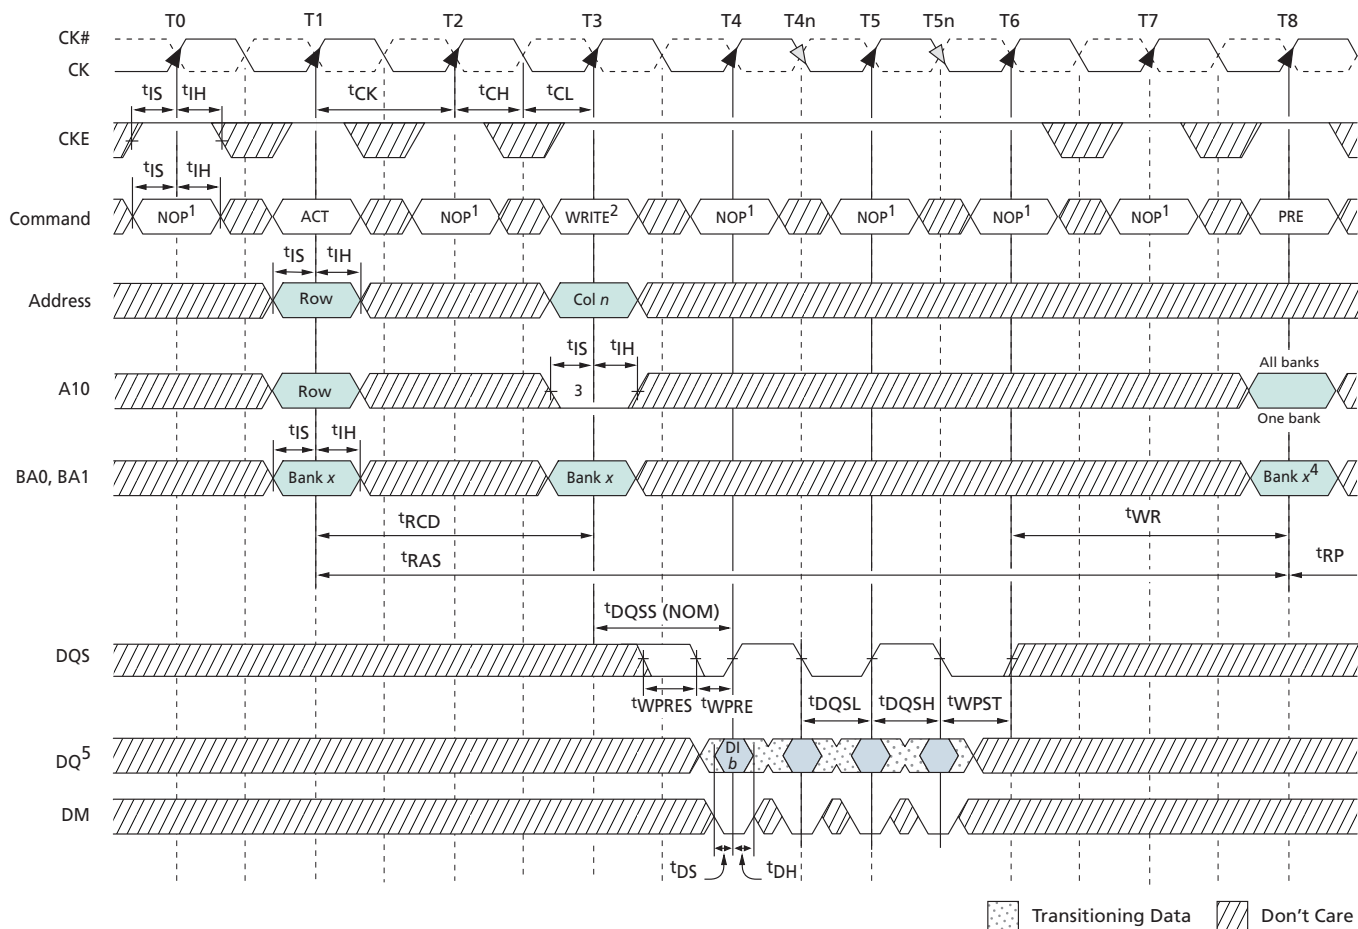 T0 T1 T2 T3 T4 T4n T5 T5n T6 T7 T8
CK#
CK
tIS tIH tCK tCH tCL
CKE
tIS tIH
Command NOP1 ACT NOP1 WRITE2 NOP1 NOP1 NOP1 NOP1 PRE
tIS tIH
Address Row Col n
tIS tIH All banks
A10 Row 3
One bank
tIS tIH
BA0, BA1 Bank x Bank x Bank x4
tRCD tWR
tRAS tRP
tDQSS (NOM)
DQS
tWPRES tWPRE tDQSL tDQSH tWPST
DQ5 DI
b
DM
tDS tDH
Transitioning Data Don't Care